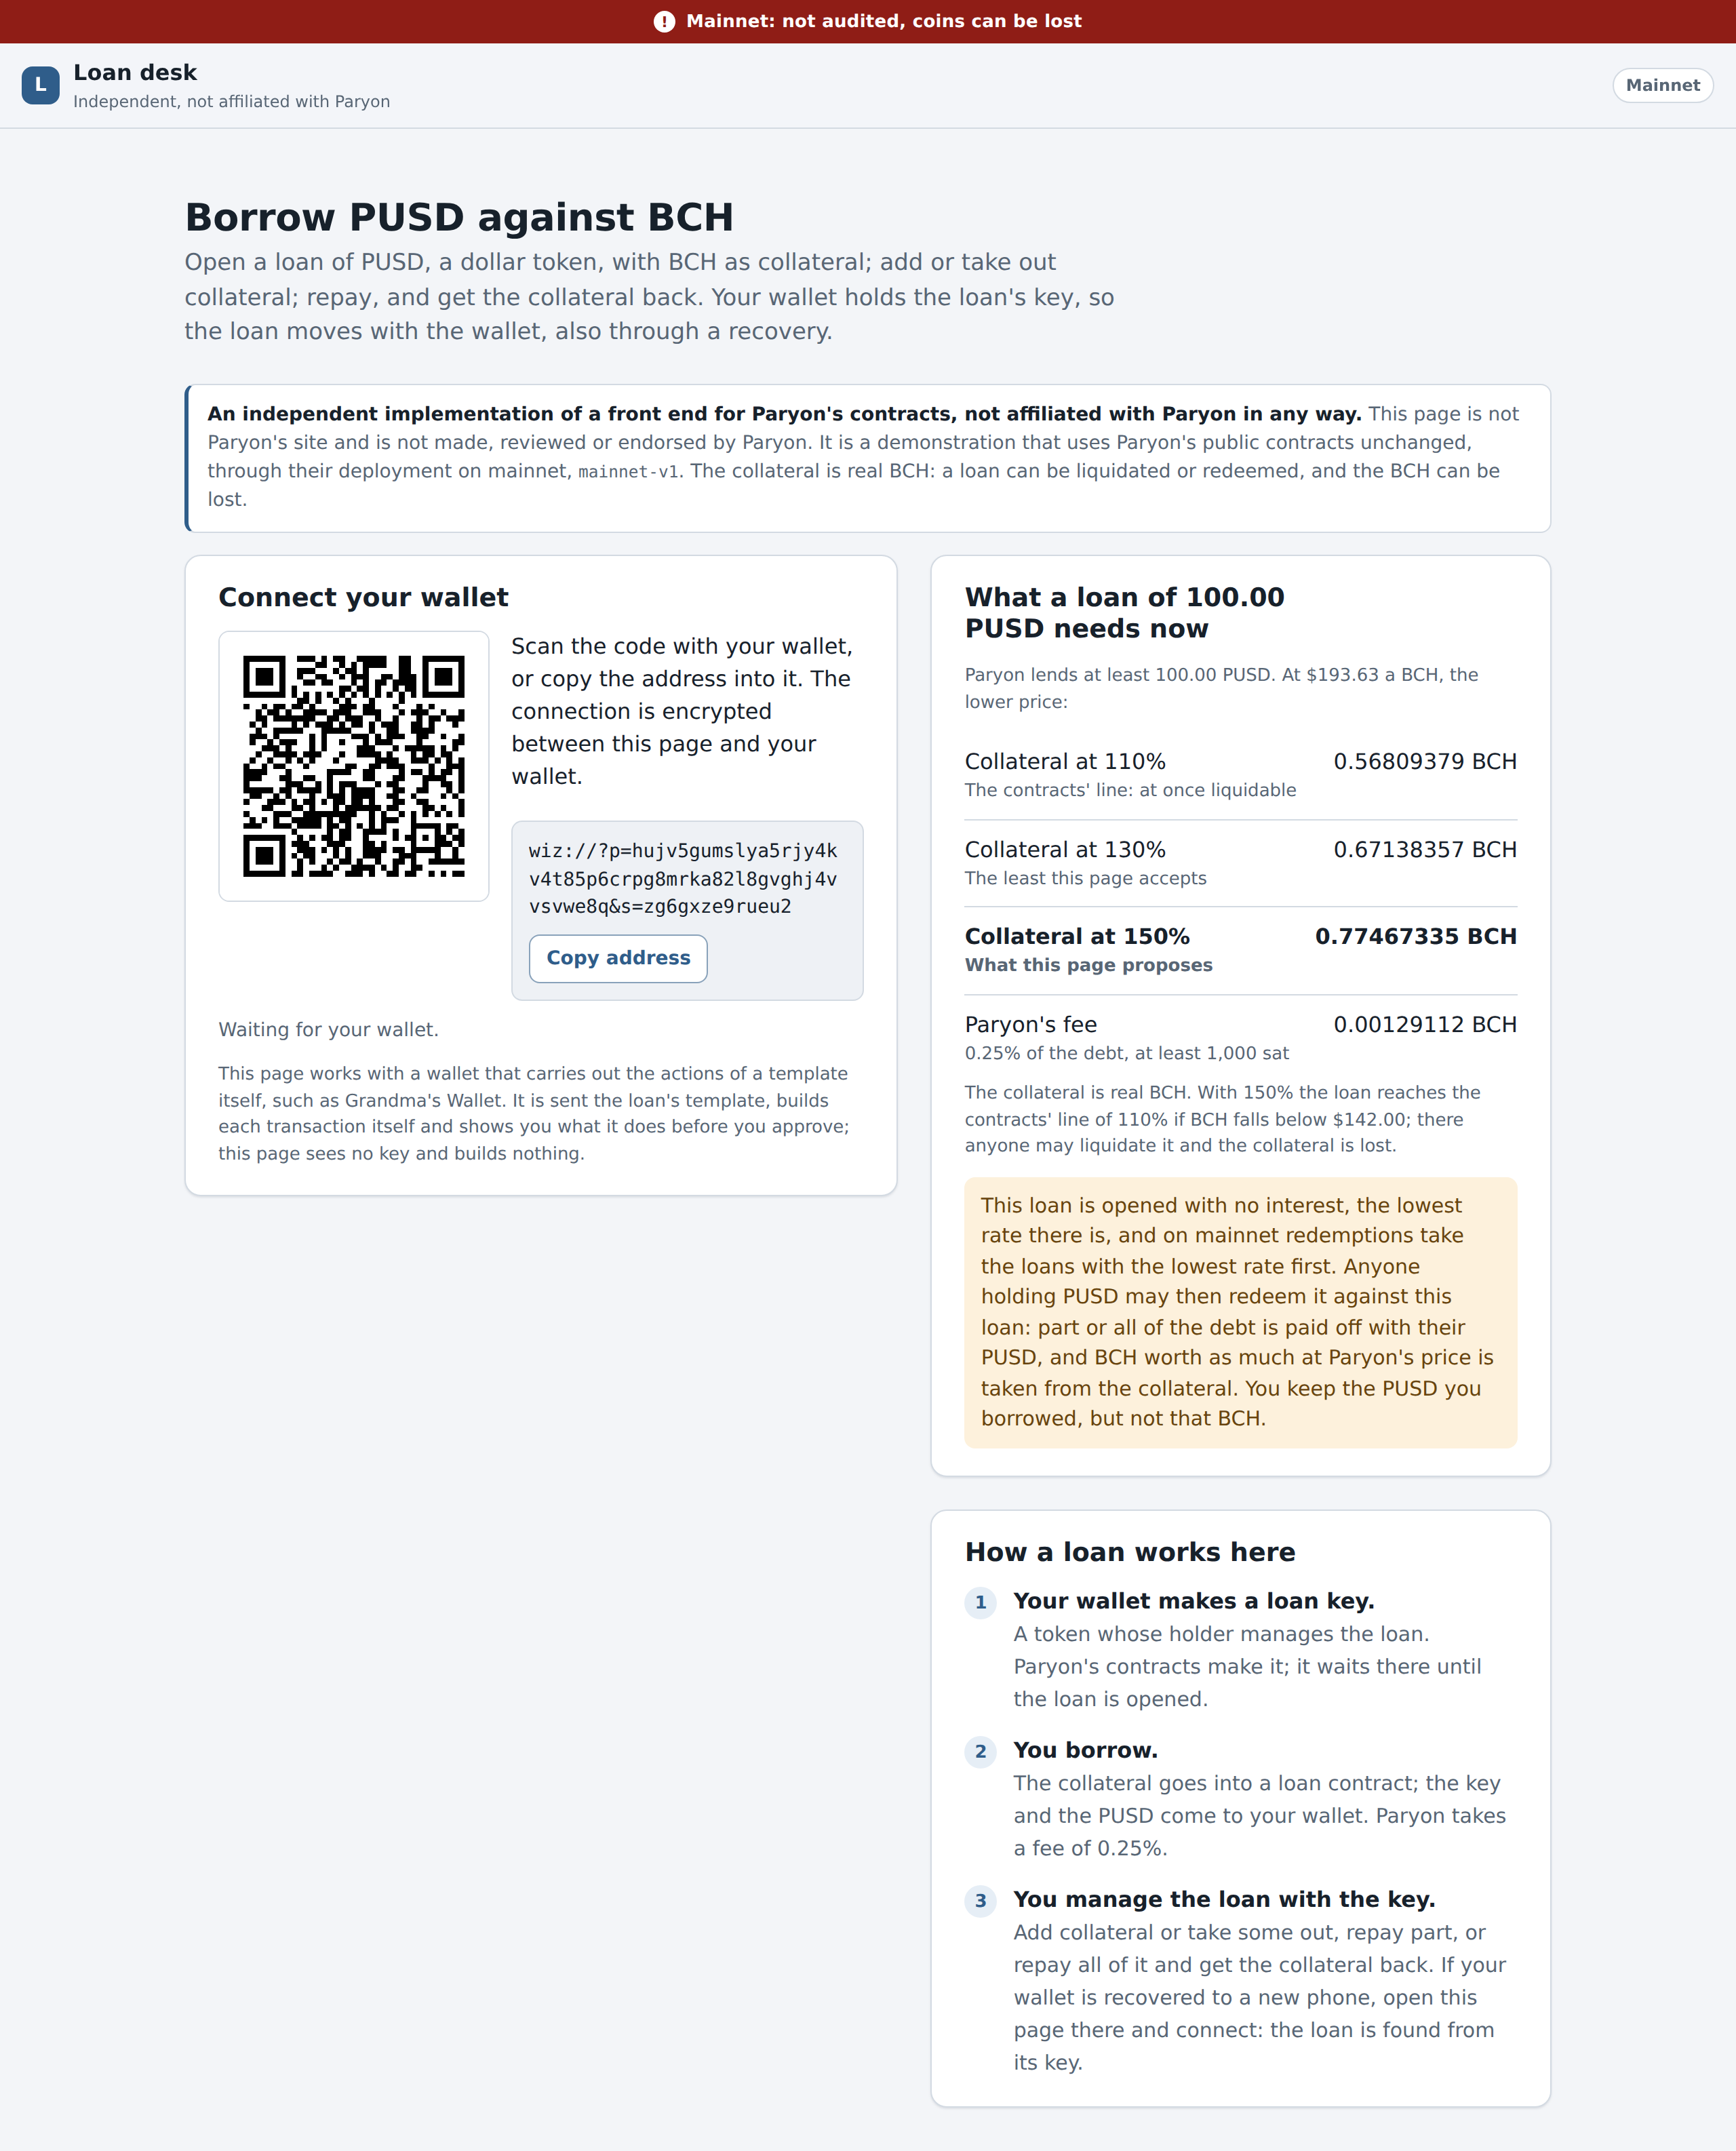 ! Mainnet: not audited, coins can be lost
L
Loan desk
Independent, not affiliated with Paryon
Mainnet
Borrow PUSD against BCH
Open a loan of PUSD, a dollar token, with BCH as collateral; add or take out
collateral; repay, and get the collateral back. Your wallet holds the loan's key, so
the loan moves with the wallet, also through a recovery.
An independent implementation of a front end for Paryon's contracts, not affiliated with Paryon in any way. This page is not
Paryon's site and is not made, reviewed or endorsed by Paryon. It is a demonstration that uses Paryon's public contracts unchanged,
through their deployment on mainnet, mainnet-v1. The collateral is real BCH: a loan can be liquidated or redeemed, and the BCH can be
lost.
Connect your wallet
Scan the code with your wallet,
or copy the address into it. The
connection is encrypted
between this page and your
wallet.
wiz://?p=hujv5gumslya5rjy4k
v4t85p6crpg8mrka82l8gvghj4v
vsvwe8q&s=zg6gxze9rueu2
Copy address
Waiting for your wallet.
This page works with a wallet that carries out the actions of a template
itself, such as Grandma's Wallet. It is sent the loan's template, builds
each transaction itself and shows you what it does before you approve;
this page sees no key and builds nothing.
What a loan of 100.00
PUSD needs now
Paryon lends at least 100.00 PUSD. At $193.63 a BCH, the
lower price:
Collateral at 110% 0.56809379 BCH
The contracts' line: at once liquidable
Collateral at 130% 0.67138357 BCH
The least this page accepts
Collateral at 150% 0.77467335 BCH
What this page proposes
Paryon's fee 0.00129112 BCH
0.25% of the debt, at least 1,000 sat
The collateral is real BCH. With 150% the loan reaches the
contracts' line of 110% if BCH falls below $142.00; there
anyone may liquidate it and the collateral is lost.
This loan is opened with no interest, the lowest
rate there is, and on mainnet redemptions take
the loans with the lowest rate first. Anyone
holding PUSD may then redeem it against this
loan: part or all of the debt is paid off with their
PUSD, and BCH worth as much at Paryon's price is
taken from the collateral. You keep the PUSD you
borrowed, but not that BCH.
How a loan works here
1 Your wallet makes a loan key.
A token whose holder manages the loan.
Paryon's contracts make it; it waits there until
the loan is opened.
2 You borrow.
The collateral goes into a loan contract; the key
and the PUSD come to your wallet. Paryon takes
a fee of 0.25%.
3 You manage the loan with the key.
Add collateral or take some out, repay part, or
repay all of it and get the collateral back. If your
wallet is recovered to a new phone, open this
page there and connect: the loan is found from
its key.